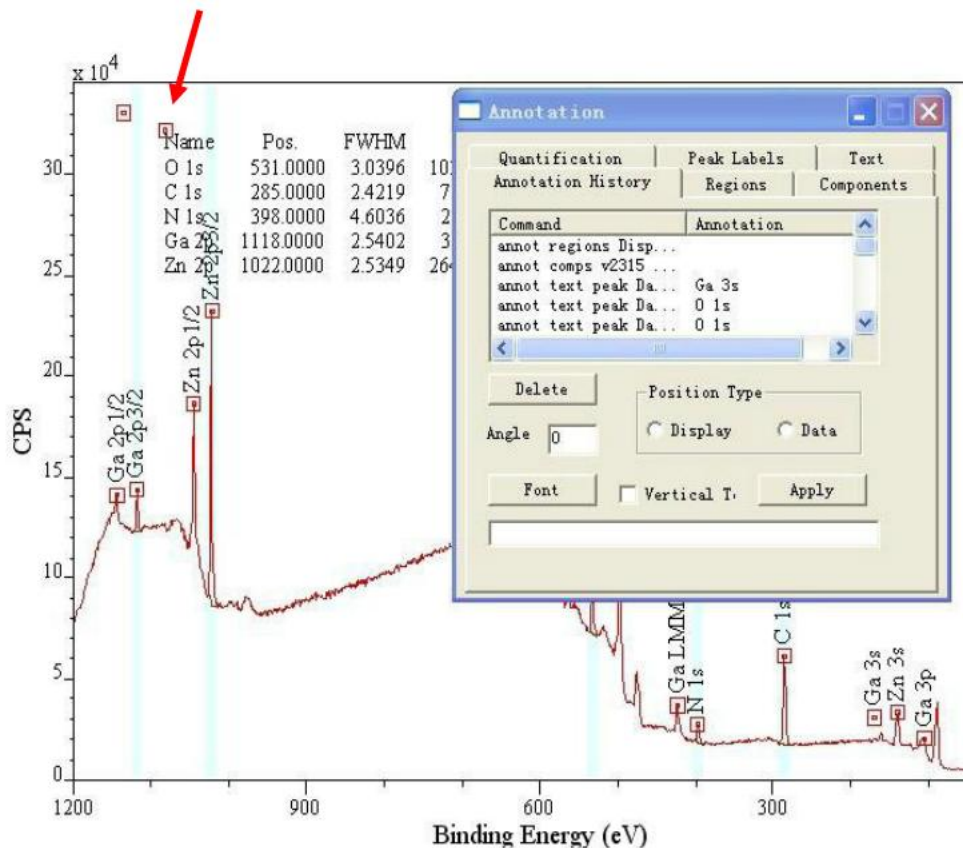 x 10^4
Name Pos. FWHM
O 1s 531.0000 3.0396
C 1s 285.0000 2.4219 7
N 1s 398.0000 4.6036 2
Ga 2p 1118.0000 2.5402 3
Zn 2p 1022.0000 2.5349 264
30
25
20
15
10
5
0
CPS
Ga 2p1/2
Ga 2p3/2
Zn 2p1/2
Zn 2p3/2
Ga LMM
N 1s
C 1s
Ga 3s
Zn 3s
Ga 3p
1200 900 600 300
Binding Energy (eV)
Annotation
Quantification Peak Labels Text
Annotation History Regions Components
Command Annotation
annot regions Disp...
annot comps v2315 ...
annot text peak Da... Ga 3s
annot text peak Da... O 1s
annot text peak Da... O 1s
Delete
Position Type
Angle 0
Display Data
Font
Vertical T
Apply